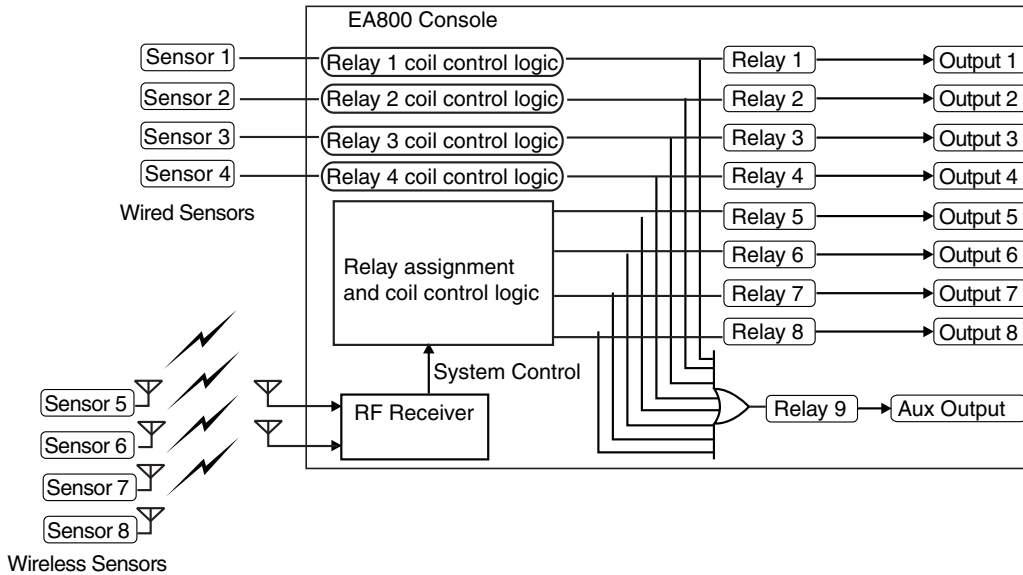 EA800 Console
Sensor 1
Relay 1 coil control logic
Relay 1
Output 1
Sensor 2
Relay 2 coil control logic
Relay 2
Output 2
Sensor 3
Relay 3 coil control logic
Relay 3
Output 3
Sensor 4
Relay 4 coil control logic
Relay 4
Output 4
Wired Sensors
Relay assignment
and coil control logic
Relay 5
Output 5
Relay 6
Output 6
Relay 7
Output 7
Relay 8
Output 8
System Control
Sensor 5
Sensor 6
Sensor 7
Sensor 8
Wireless Sensors
RF Receiver
Relay 9
Aux Output